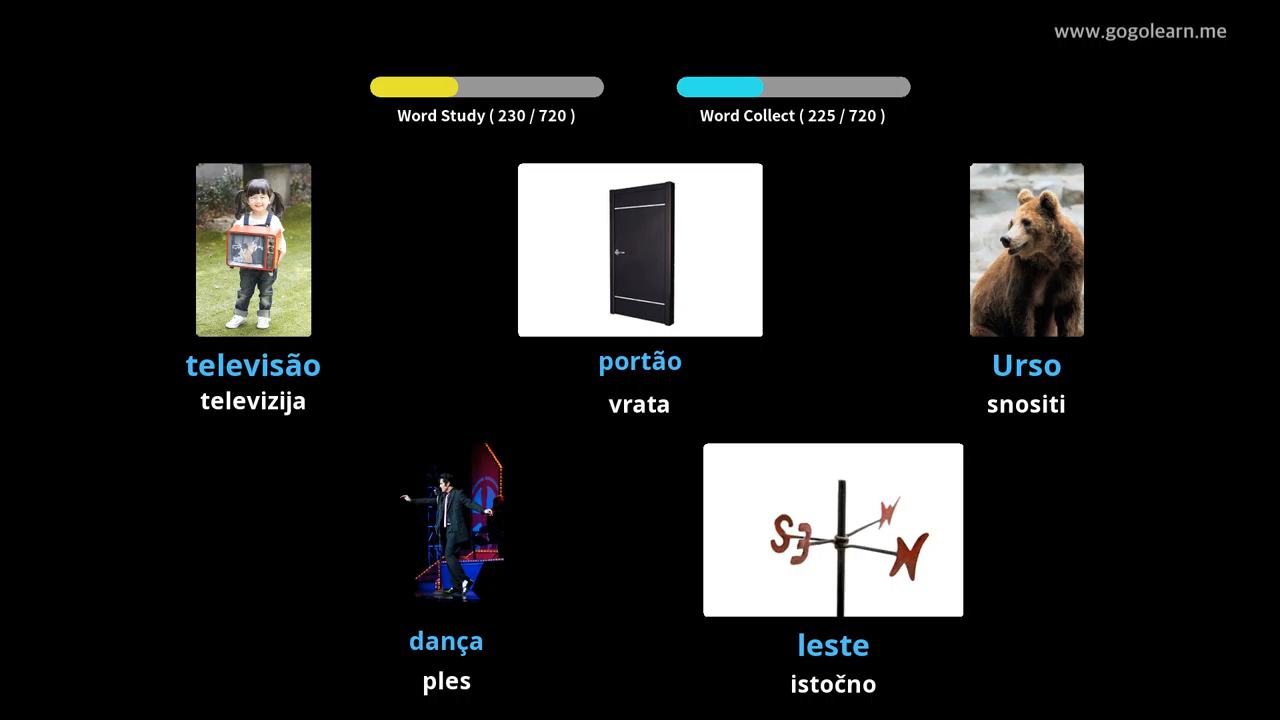 www.gogolearn.me
Word Study ( 230 / 720 )
Word Collect ( 225 / 720 )
televisão
televizija
portão
vrata
Urso
snositi
dança
ples
leste
istočno
S E N N